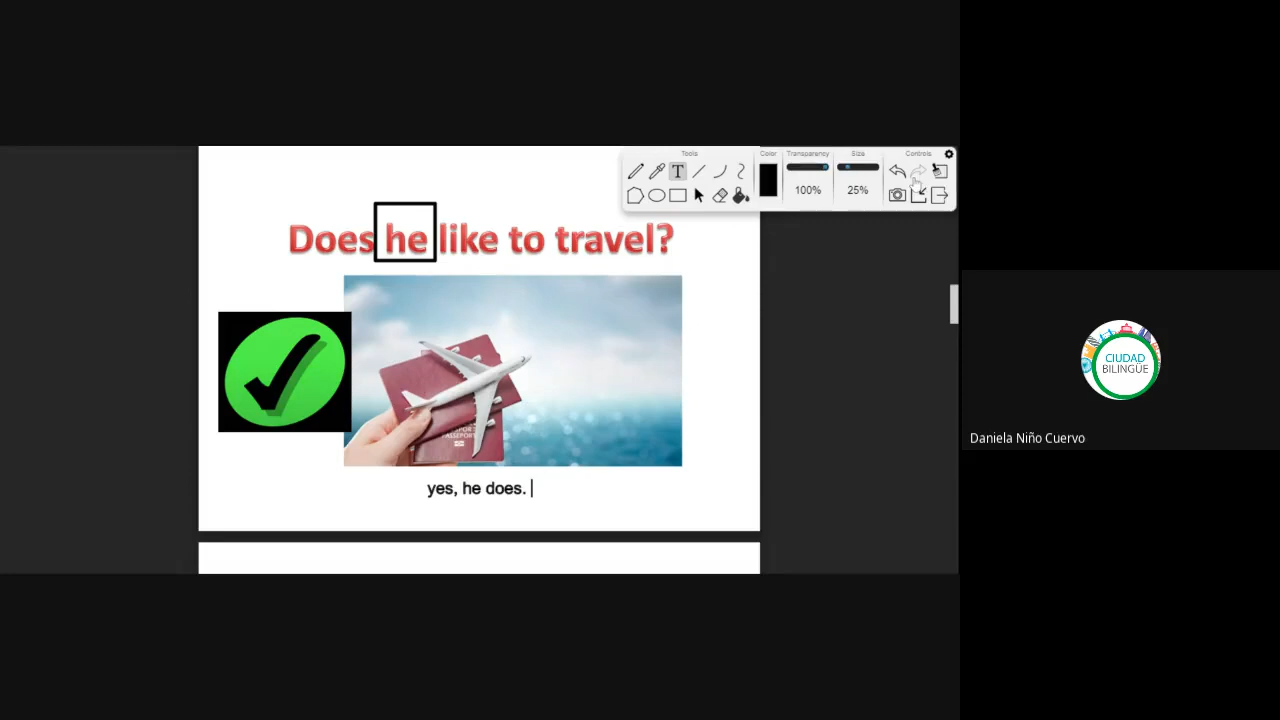 Tools
Color
Transparency
Size
Controls
100%
25%
Does he like to travel?
PASSEPORT
yes, he does.
CIUDAD
BILINGÜE
Daniela Niño Cuervo